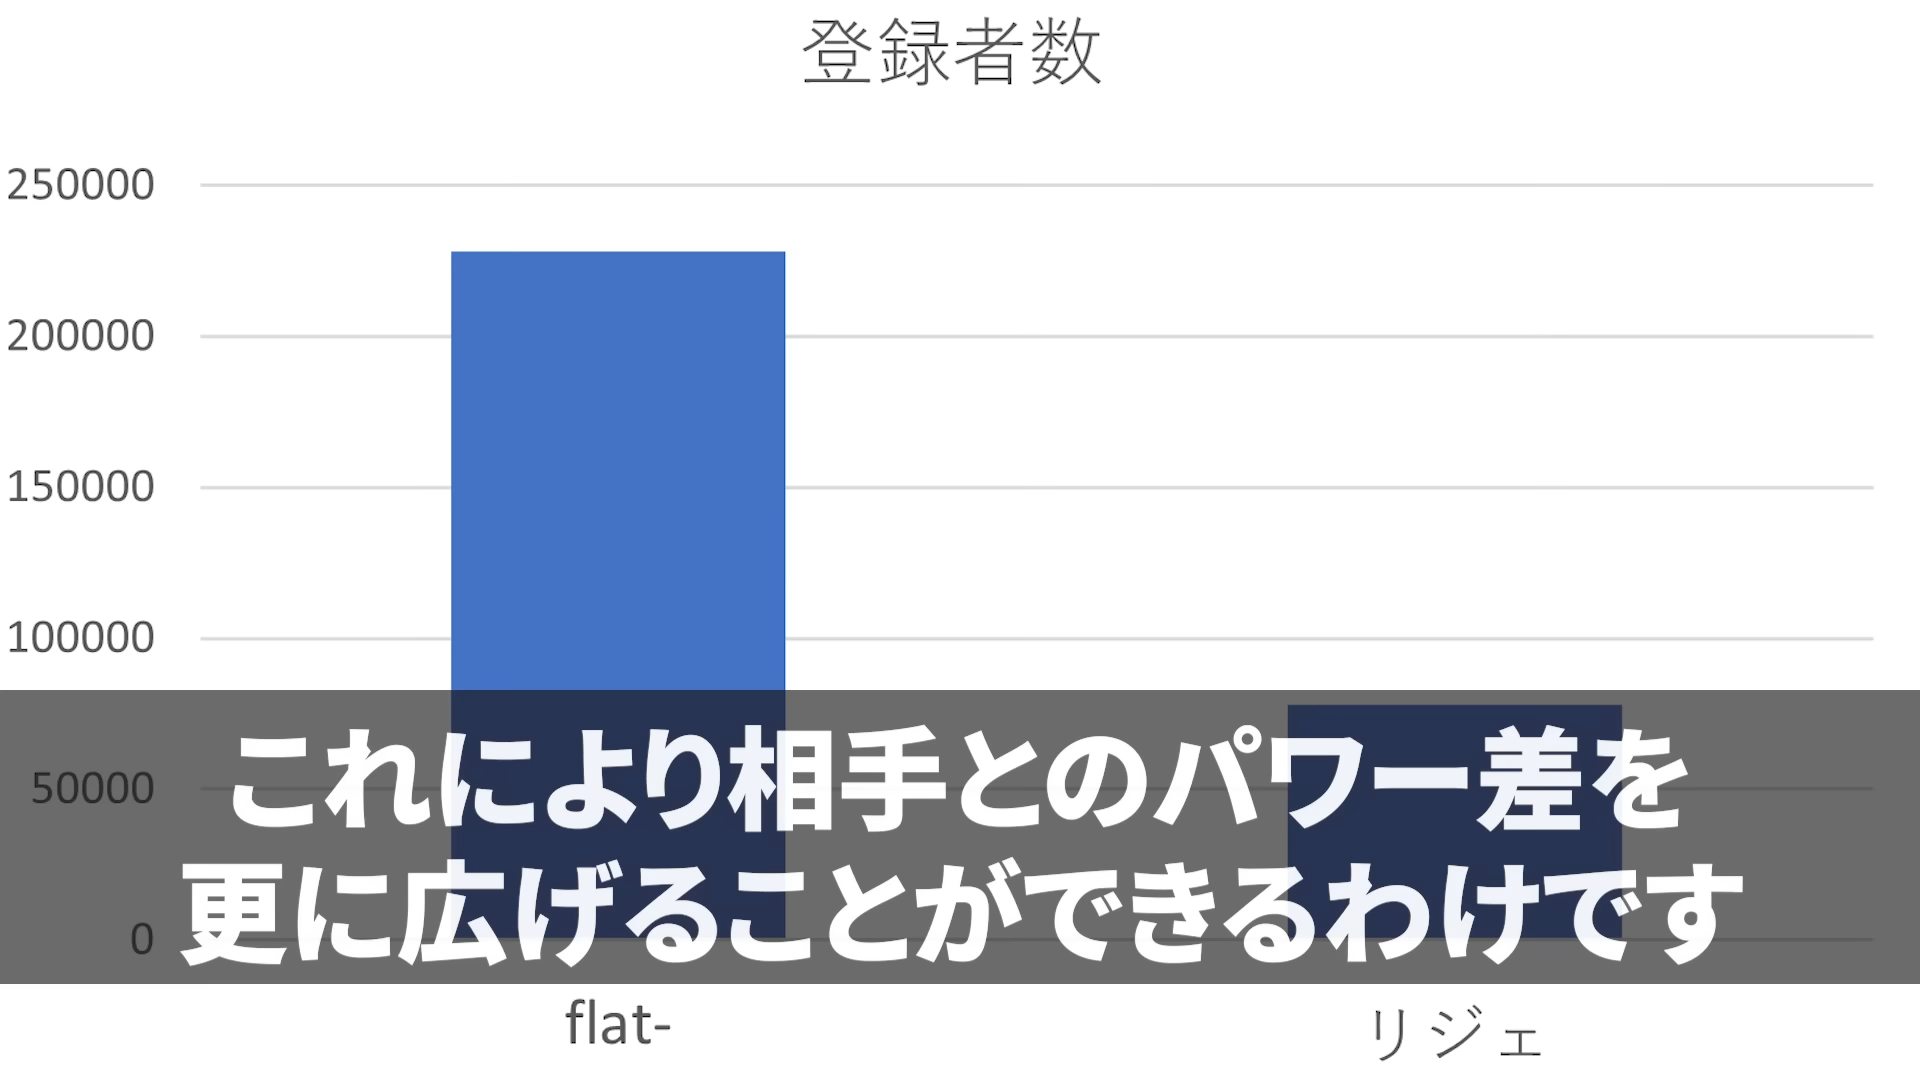 登録者数
250000
200000
150000
100000
50000
0
これにより相手とのパワー差を
更に広げることができるわけです
flat-
リジェ